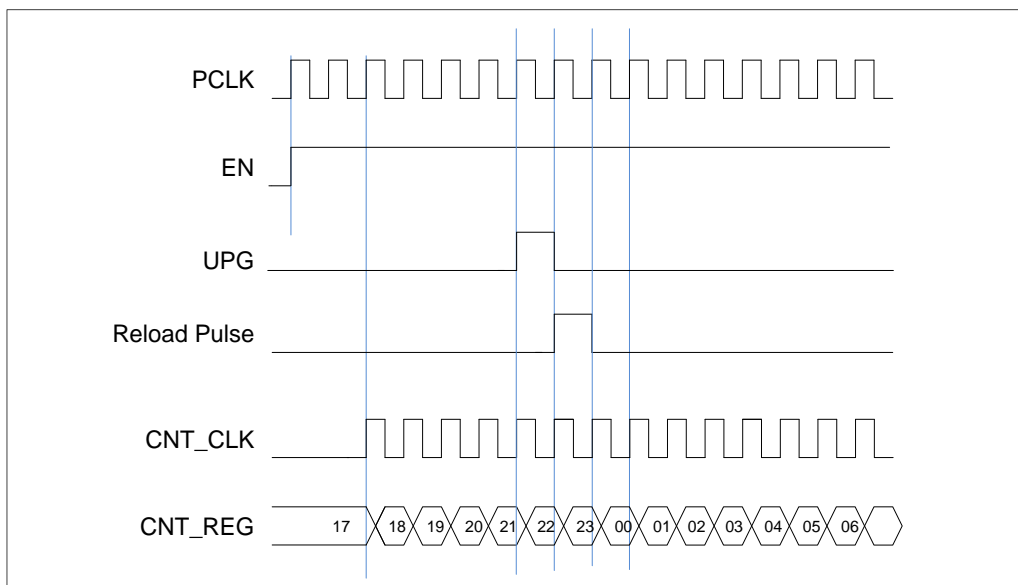 PCLK
EN
UPG
Reload Pulse
CNT_CLK
CNT_REG 17 18 19 20 21 22 23 00 01 02 03 04 05 06